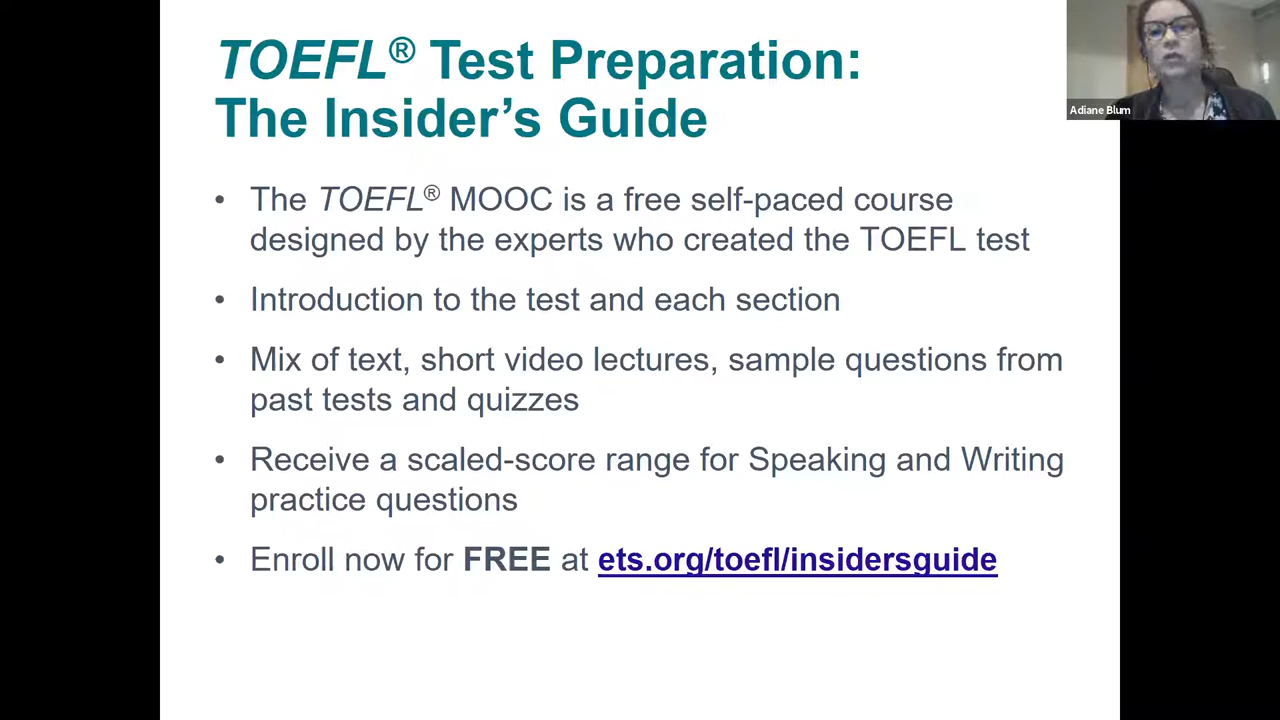 TOEFL® Test Preparation:
The Insider’s Guide
Adiane Blum
• The TOEFL® MOOC is a free self-paced course
designed by the experts who created the TOEFL test
• Introduction to the test and each section
• Mix of text, short video lectures, sample questions from
past tests and quizzes
• Receive a scaled-score range for Speaking and Writing
practice questions
• Enroll now for FREE at ets.org/toefl/insidersguide